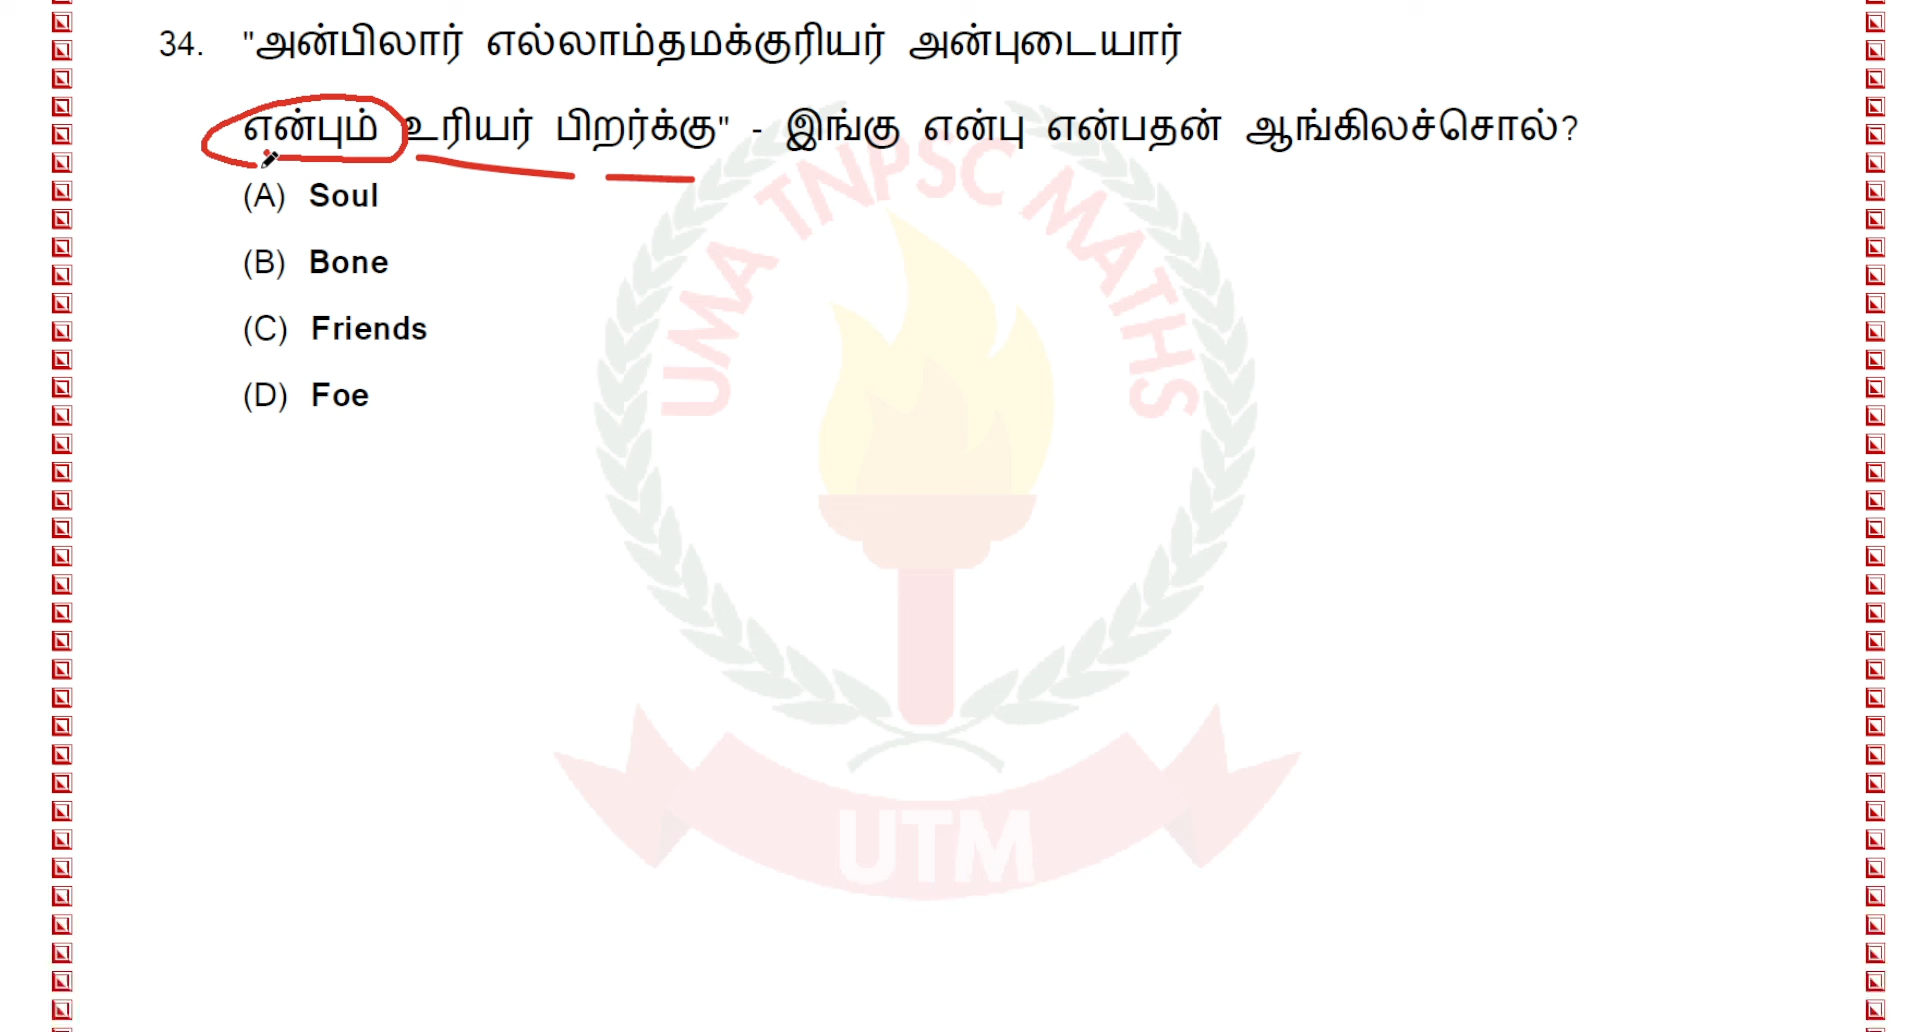 34. "அன்பிலார் எல்லாம்தமக்குரியர் அன்புடையார்
என்பும் உரியர் பிறர்க்கு" - இங்கு என்பு என்பதன் ஆங்கிலச்சொல்?
(A) Soul
(B) Bone
(C) Friends
(D) Foe
UMA TNPSC MATHS
UTM